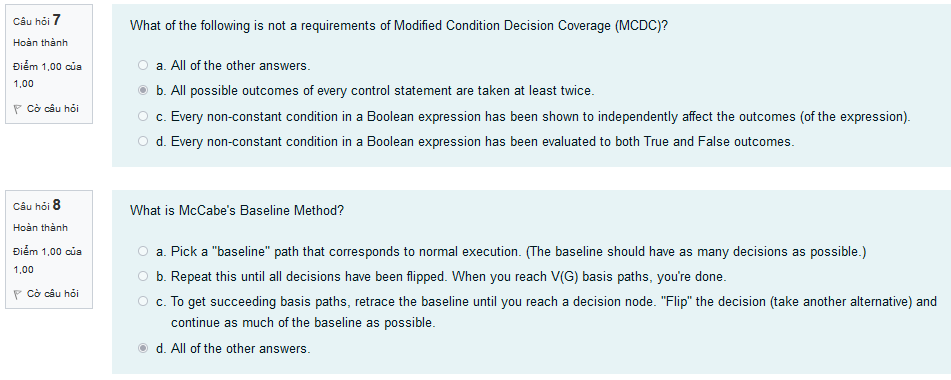 Câu hỏi 7
Hoàn thành
Điểm 1,00 của
1,00
Cờ câu hỏi
What of the following is not a requirements of Modified Condition Decision Coverage (MCDC)?
a. All of the other answers.
b. All possible outcomes of every control statement are taken at least twice.
c. Every non-constant condition in a Boolean expression has been shown to independently affect the outcomes (of the expression).
d. Every non-constant condition in a Boolean expression has been evaluated to both True and False outcomes.
Câu hỏi 8
Hoàn thành
Điểm 1,00 của
1,00
Cờ câu hỏi
What is McCabe's Baseline Method?
a. Pick a "baseline" path that corresponds to normal execution. (The baseline should have as many decisions as possible.)
b. Repeat this until all decisions have been flipped. When you reach V(G) basis paths, you're done.
c. To get succeeding basis paths, retrace the baseline until you reach a decision node. "Flip" the decision (take another alternative) and
continue as much of the baseline as possible.
d. All of the other answers.